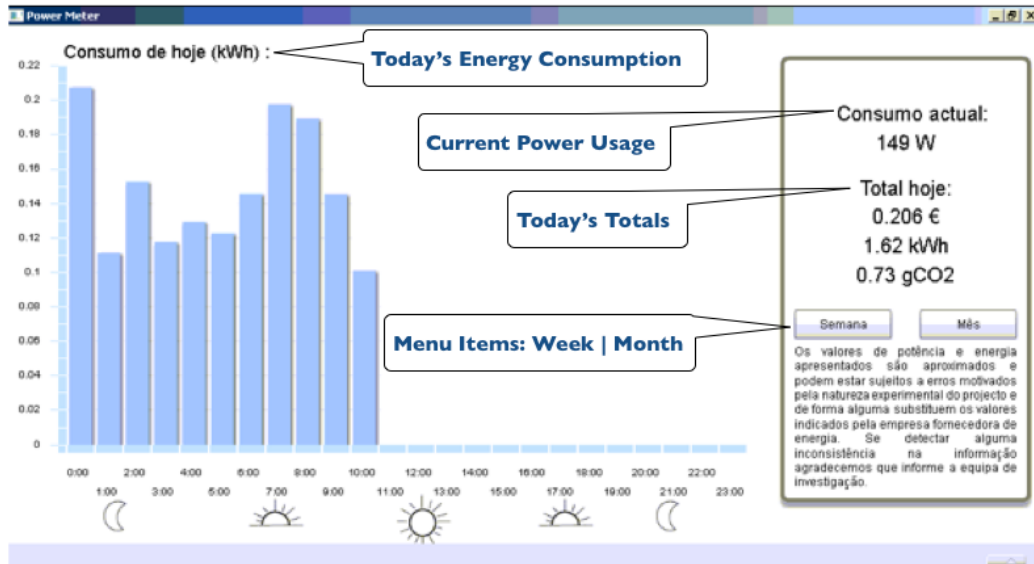 Power Meter
Consumo de hoje (kWh) :
Today's Energy Consumption
0.22
0.2
0.18
0.16
0.14
0.12
0.1
0.08
0.06
0.04
0.02
0
0:00 2:00 4:00 6:00 8:00 10:00 12:00 14:00 16:00 18:00 20:00 22:00
1:00 3:00 5:00 7:00 9:00 11:00 13:00 15:00 17:00 19:00 21:00 23:00
Current Power Usage
Consumo actual:
149 W
Today's Totals
Total hoje:
0.206 €
1.62 kWh
0.73 gCO2
Menu Items: Week | Month
Semana Mês
Os valores de potência e energia
apresentados são aproximados e
podem estar sujeitos a erros motivados
pela natureza experimental do projecto e
de forma alguma substituem os valores
indicados pela empresa fornecedora de
energia. Se detectar alguma
inconsistência na informação
agradecemos que informe a equipa de
investigação.